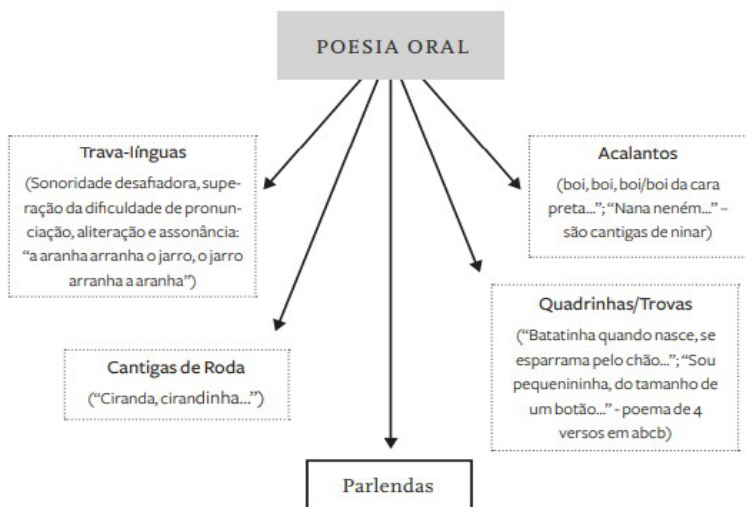 POESIA ORAL
Trava-línguas
(Sonoridade desafiadora, supe-
ração da dificuldade de pronun-
ciação, aliteração e assonância:
“a aranha arranha o jarro, o jarro
arranha a aranha”)
Acalantos
(boi, boi, boi/boi da cara
preta...”; “Nana neném...” –
são cantigas de ninar)
Cantigas de Roda
(“Ciranda, cirandinha...”)
Quadrinhas/Trovas
(“Batatinha quando nasce, se
esparrama pelo chão...”; “Sou
pequenininha, do tamanho de
um botão...” - poema de 4
versos em abcb)
Parlendas